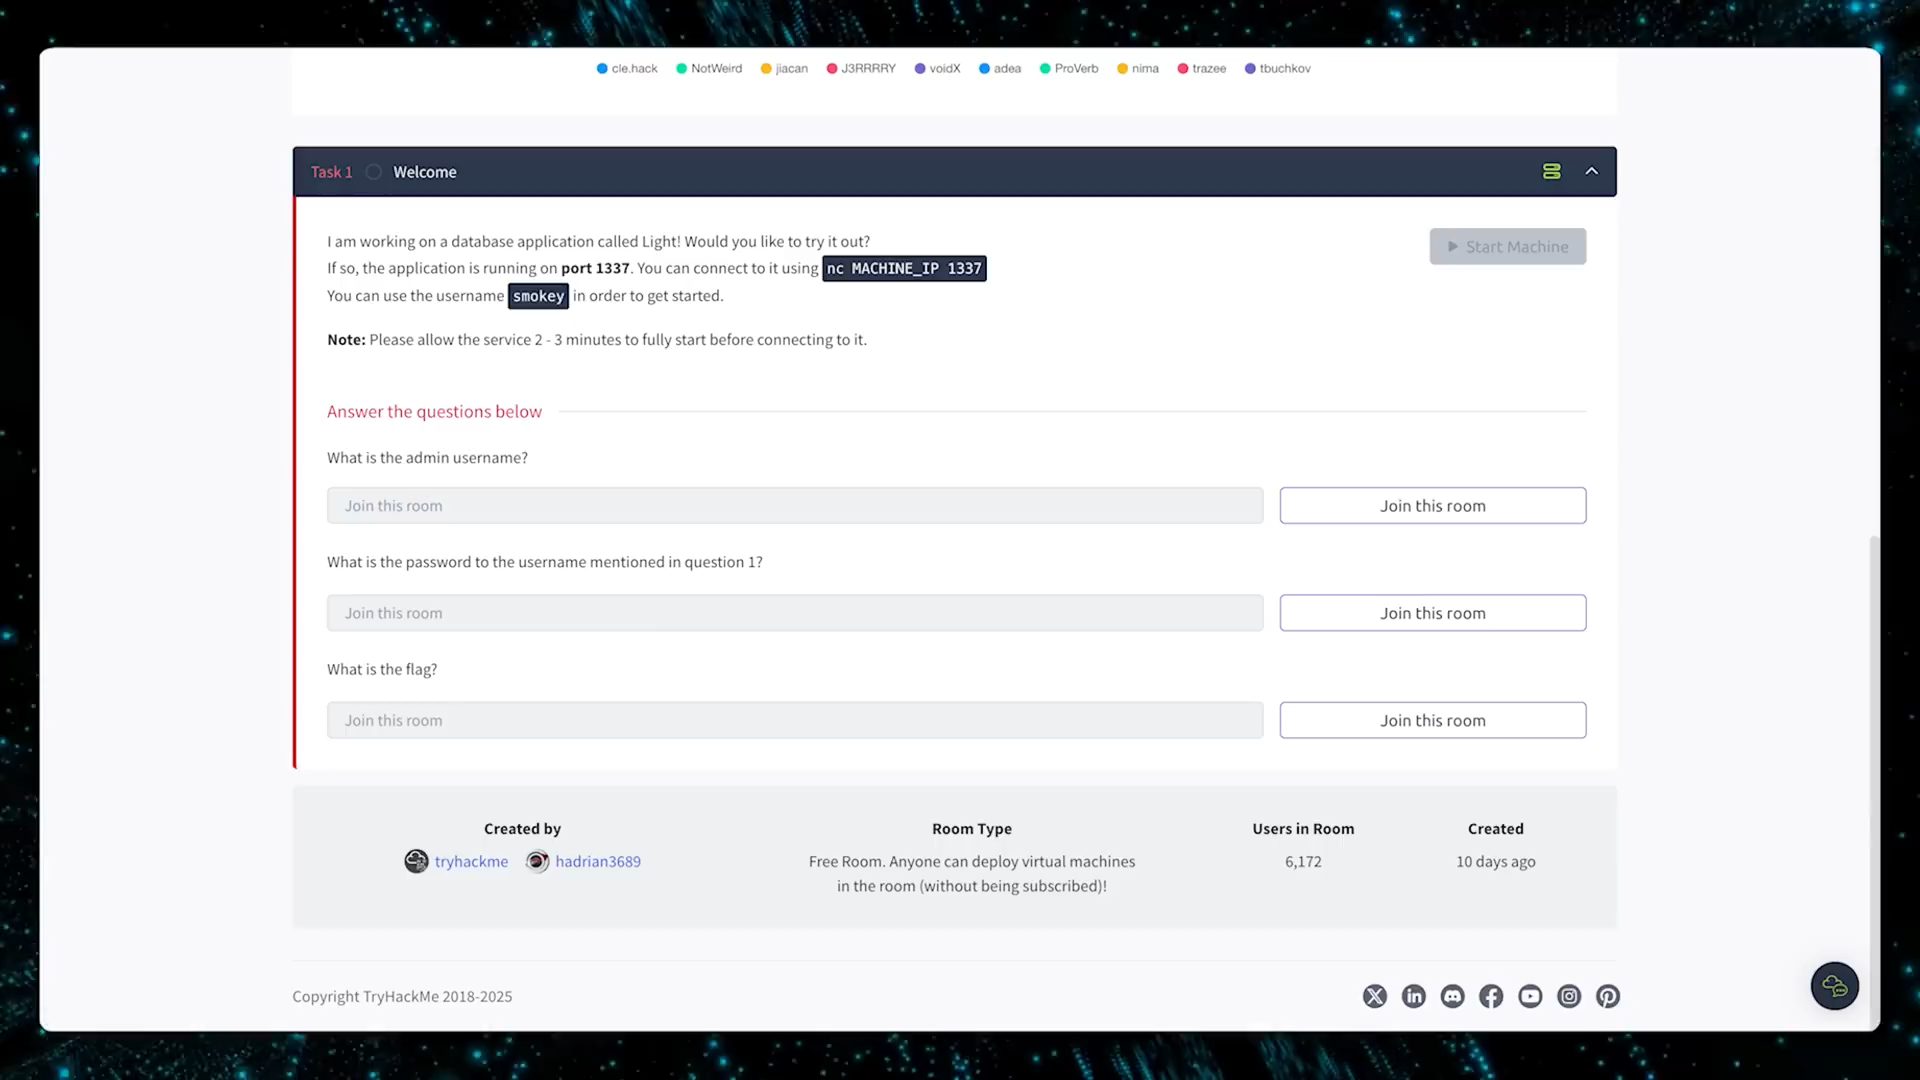 cle.hack NotWeird jiacan J3RRRRY voidX adea ProVerb nima trazee tbuchkov
Task 1 Welcome
I am working on a database application called Light! Would you like to try it out?
Start Machine
If so, the application is running on port 1337. You can connect to it using nc MACHINE_IP 1337
You can use the username smokey in order to get started.
Note: Please allow the service 2 - 3 minutes to fully start before connecting to it.
Answer the questions below
What is the admin username?
Join this room Join this room
What is the password to the username mentioned in question 1?
Join this room Join this room
What is the flag?
Join this room Join this room
Created by Room Type Users in Room Created
tryhackme hadrian3689 Free Room. Anyone can deploy virtual machines 6,172 10 days ago
in the room (without being subscribed)!
Copyright TryHackMe 2018-2025